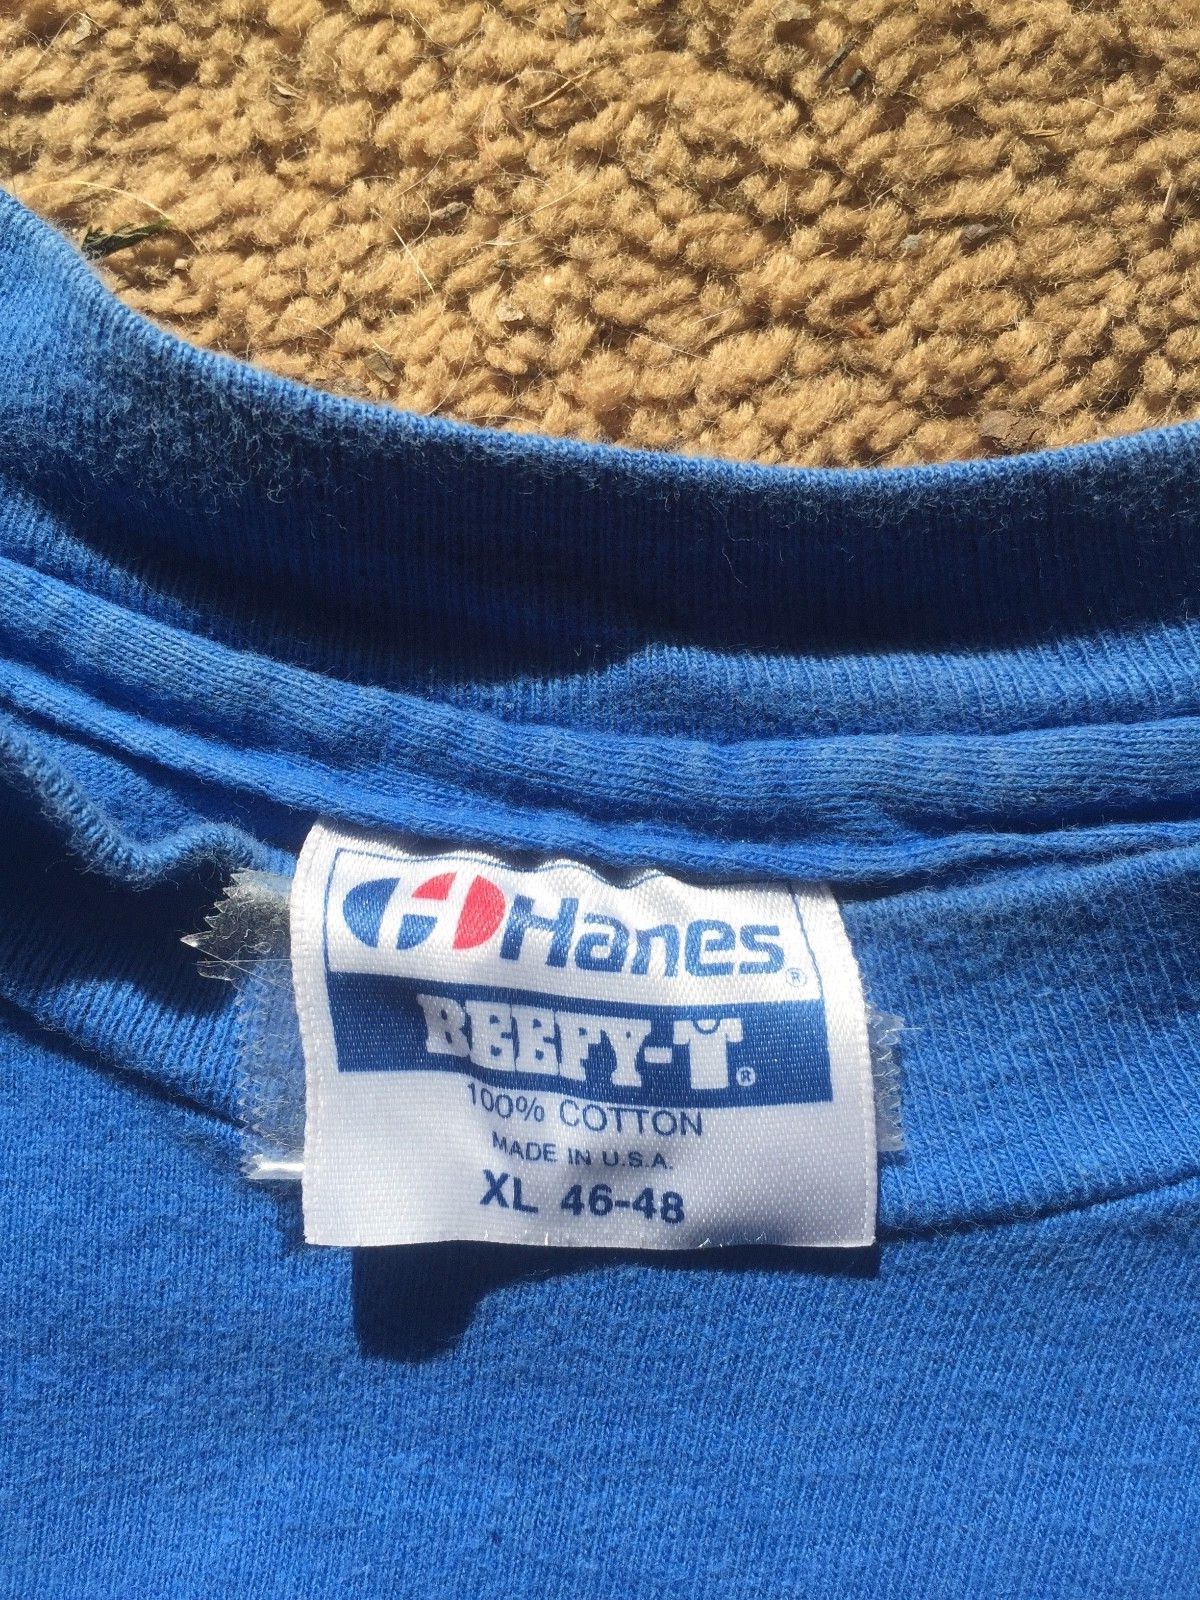 Hanes®
BEEFY-T®
100% COTTON
MADE IN U.S.A.
XL 46-48